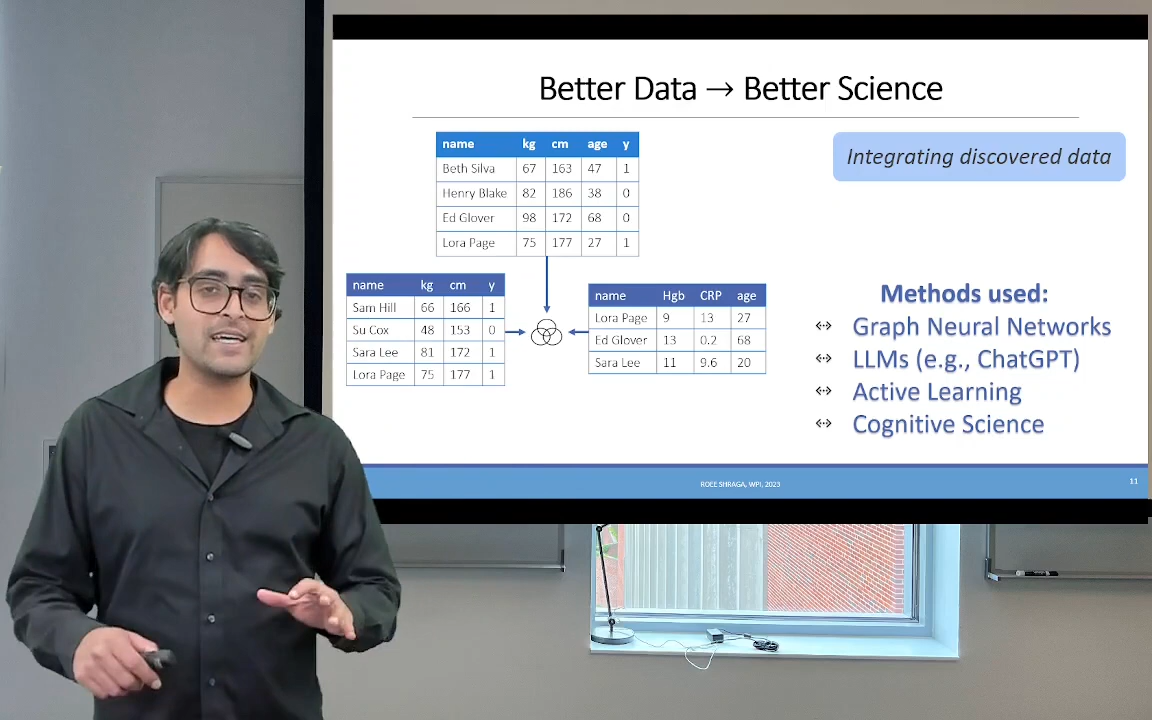 Better Data → Better Science
Integrating discovered data
name kg cm age y
Beth Silva 67 163 47 1
Henry Blake 82 186 38 0
Ed Glover 98 172 68 0
Lora Page 75 177 27 1
name kg cm y
Sam Hill 66 166 1
Su Cox 48 153 0
Sara Lee 81 172 1
Lora Page 75 177 1
name Hgb CRP age
Lora Page 9 13 27
Ed Glover 13 0.2 68
Sara Lee 11 9.6 20
Methods used:
Graph Neural Networks
LLMs (e.g., ChatGPT)
Active Learning
Cognitive Science
ROEE SHRAGA, WPI, 2023
11